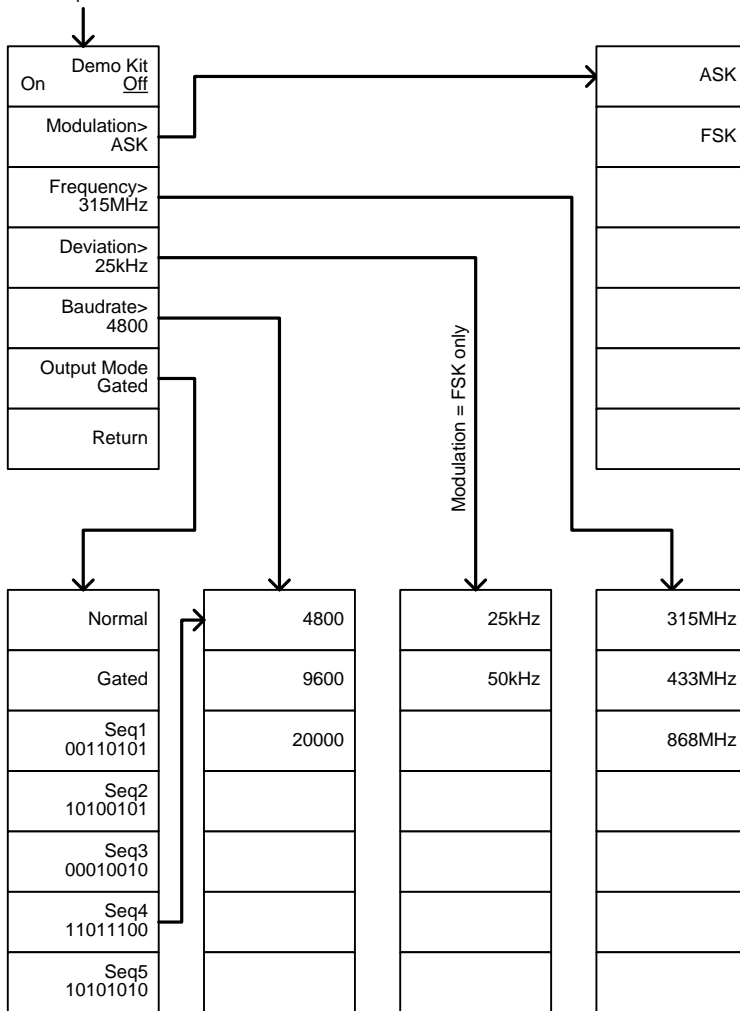 Demo Kit
On Off
Modulation>
ASK
Frequency>
315MHz
Deviation>
25kHz
Baudrate>
4800
Output Mode
Gated
Return
ASK
FSK
Modulation = FSK only
Normal
Gated
Seq1
00110101
Seq2
10100101
Seq3
00010010
Seq4
11011100
Seq5
10101010
4800
9600
20000
25kHz
50kHz
315MHz
433MHz
868MHz